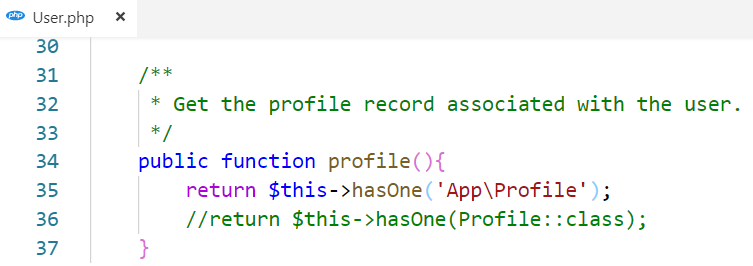 php User.php ×
30
31 /**
32 * Get the profile record associated with the user.
33 */
34 public function profile(){
35 return $this->hasOne('App\Profile');
36 //return $this->hasOne(Profile::class);
37 }